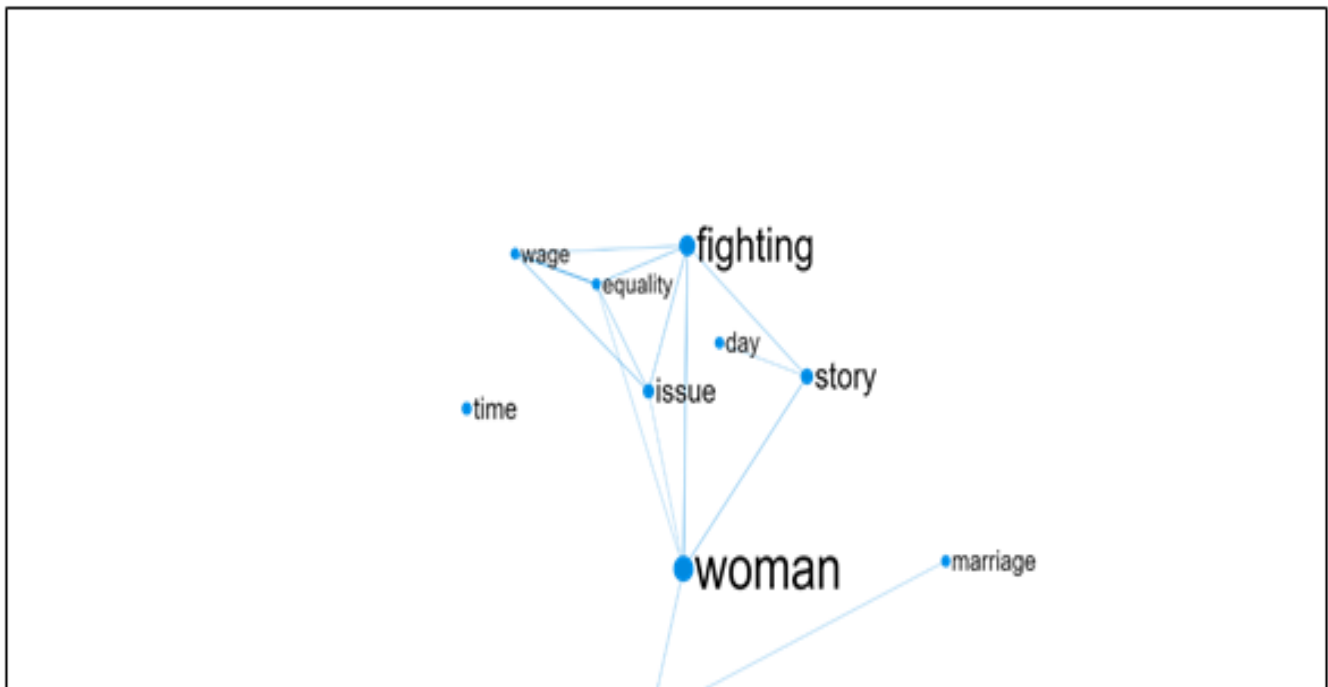 fighting
wage
equality
day
story
issue
time
woman
marriage